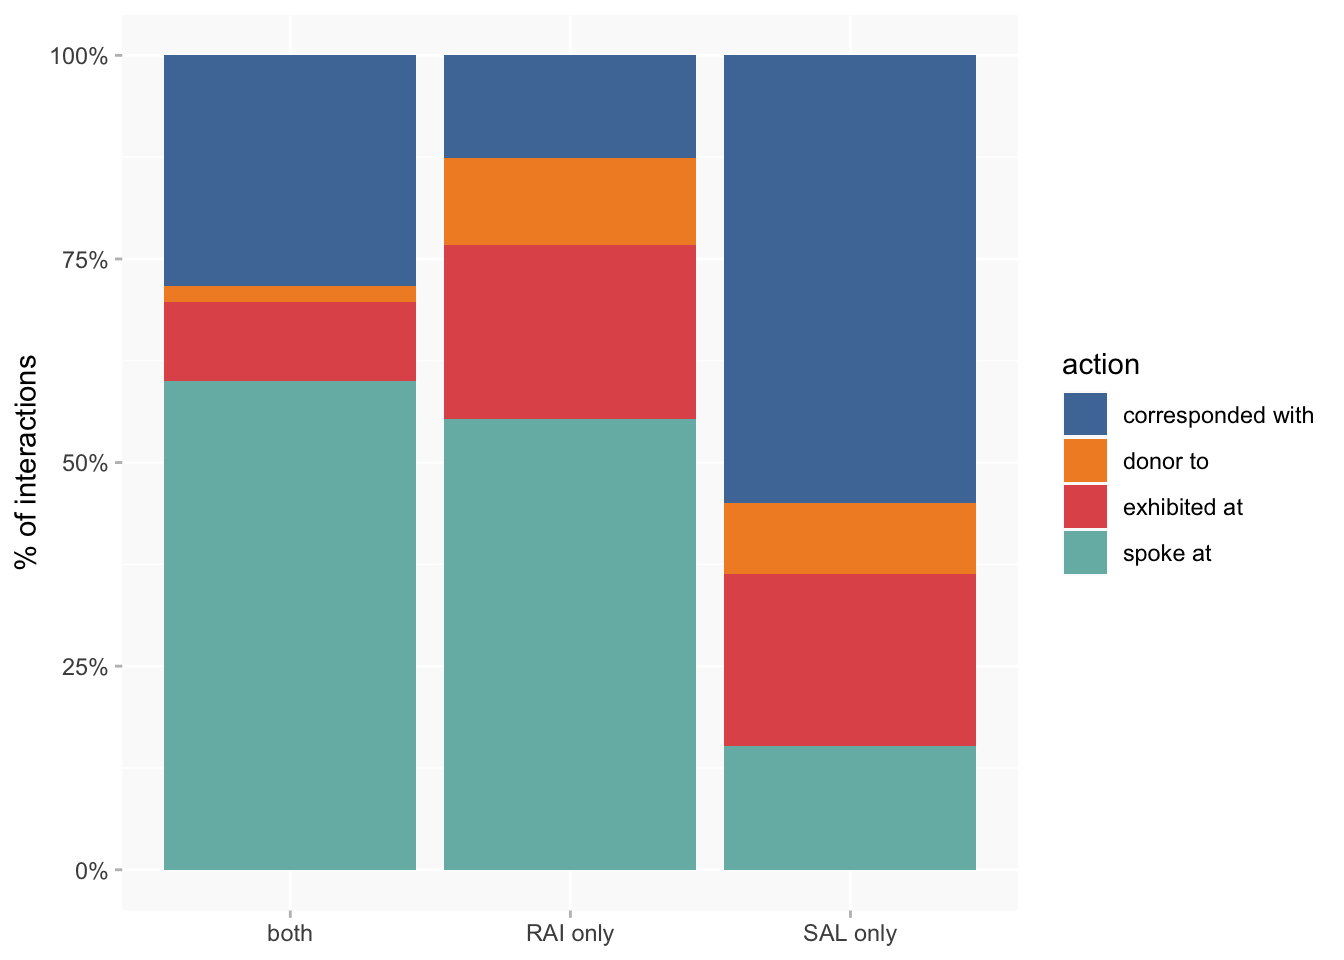 % of interactions
100%
75%
50%
25%
0%
both
RAI only
SAL only
action
corresponded with
donor to
exhibited at
spoke at